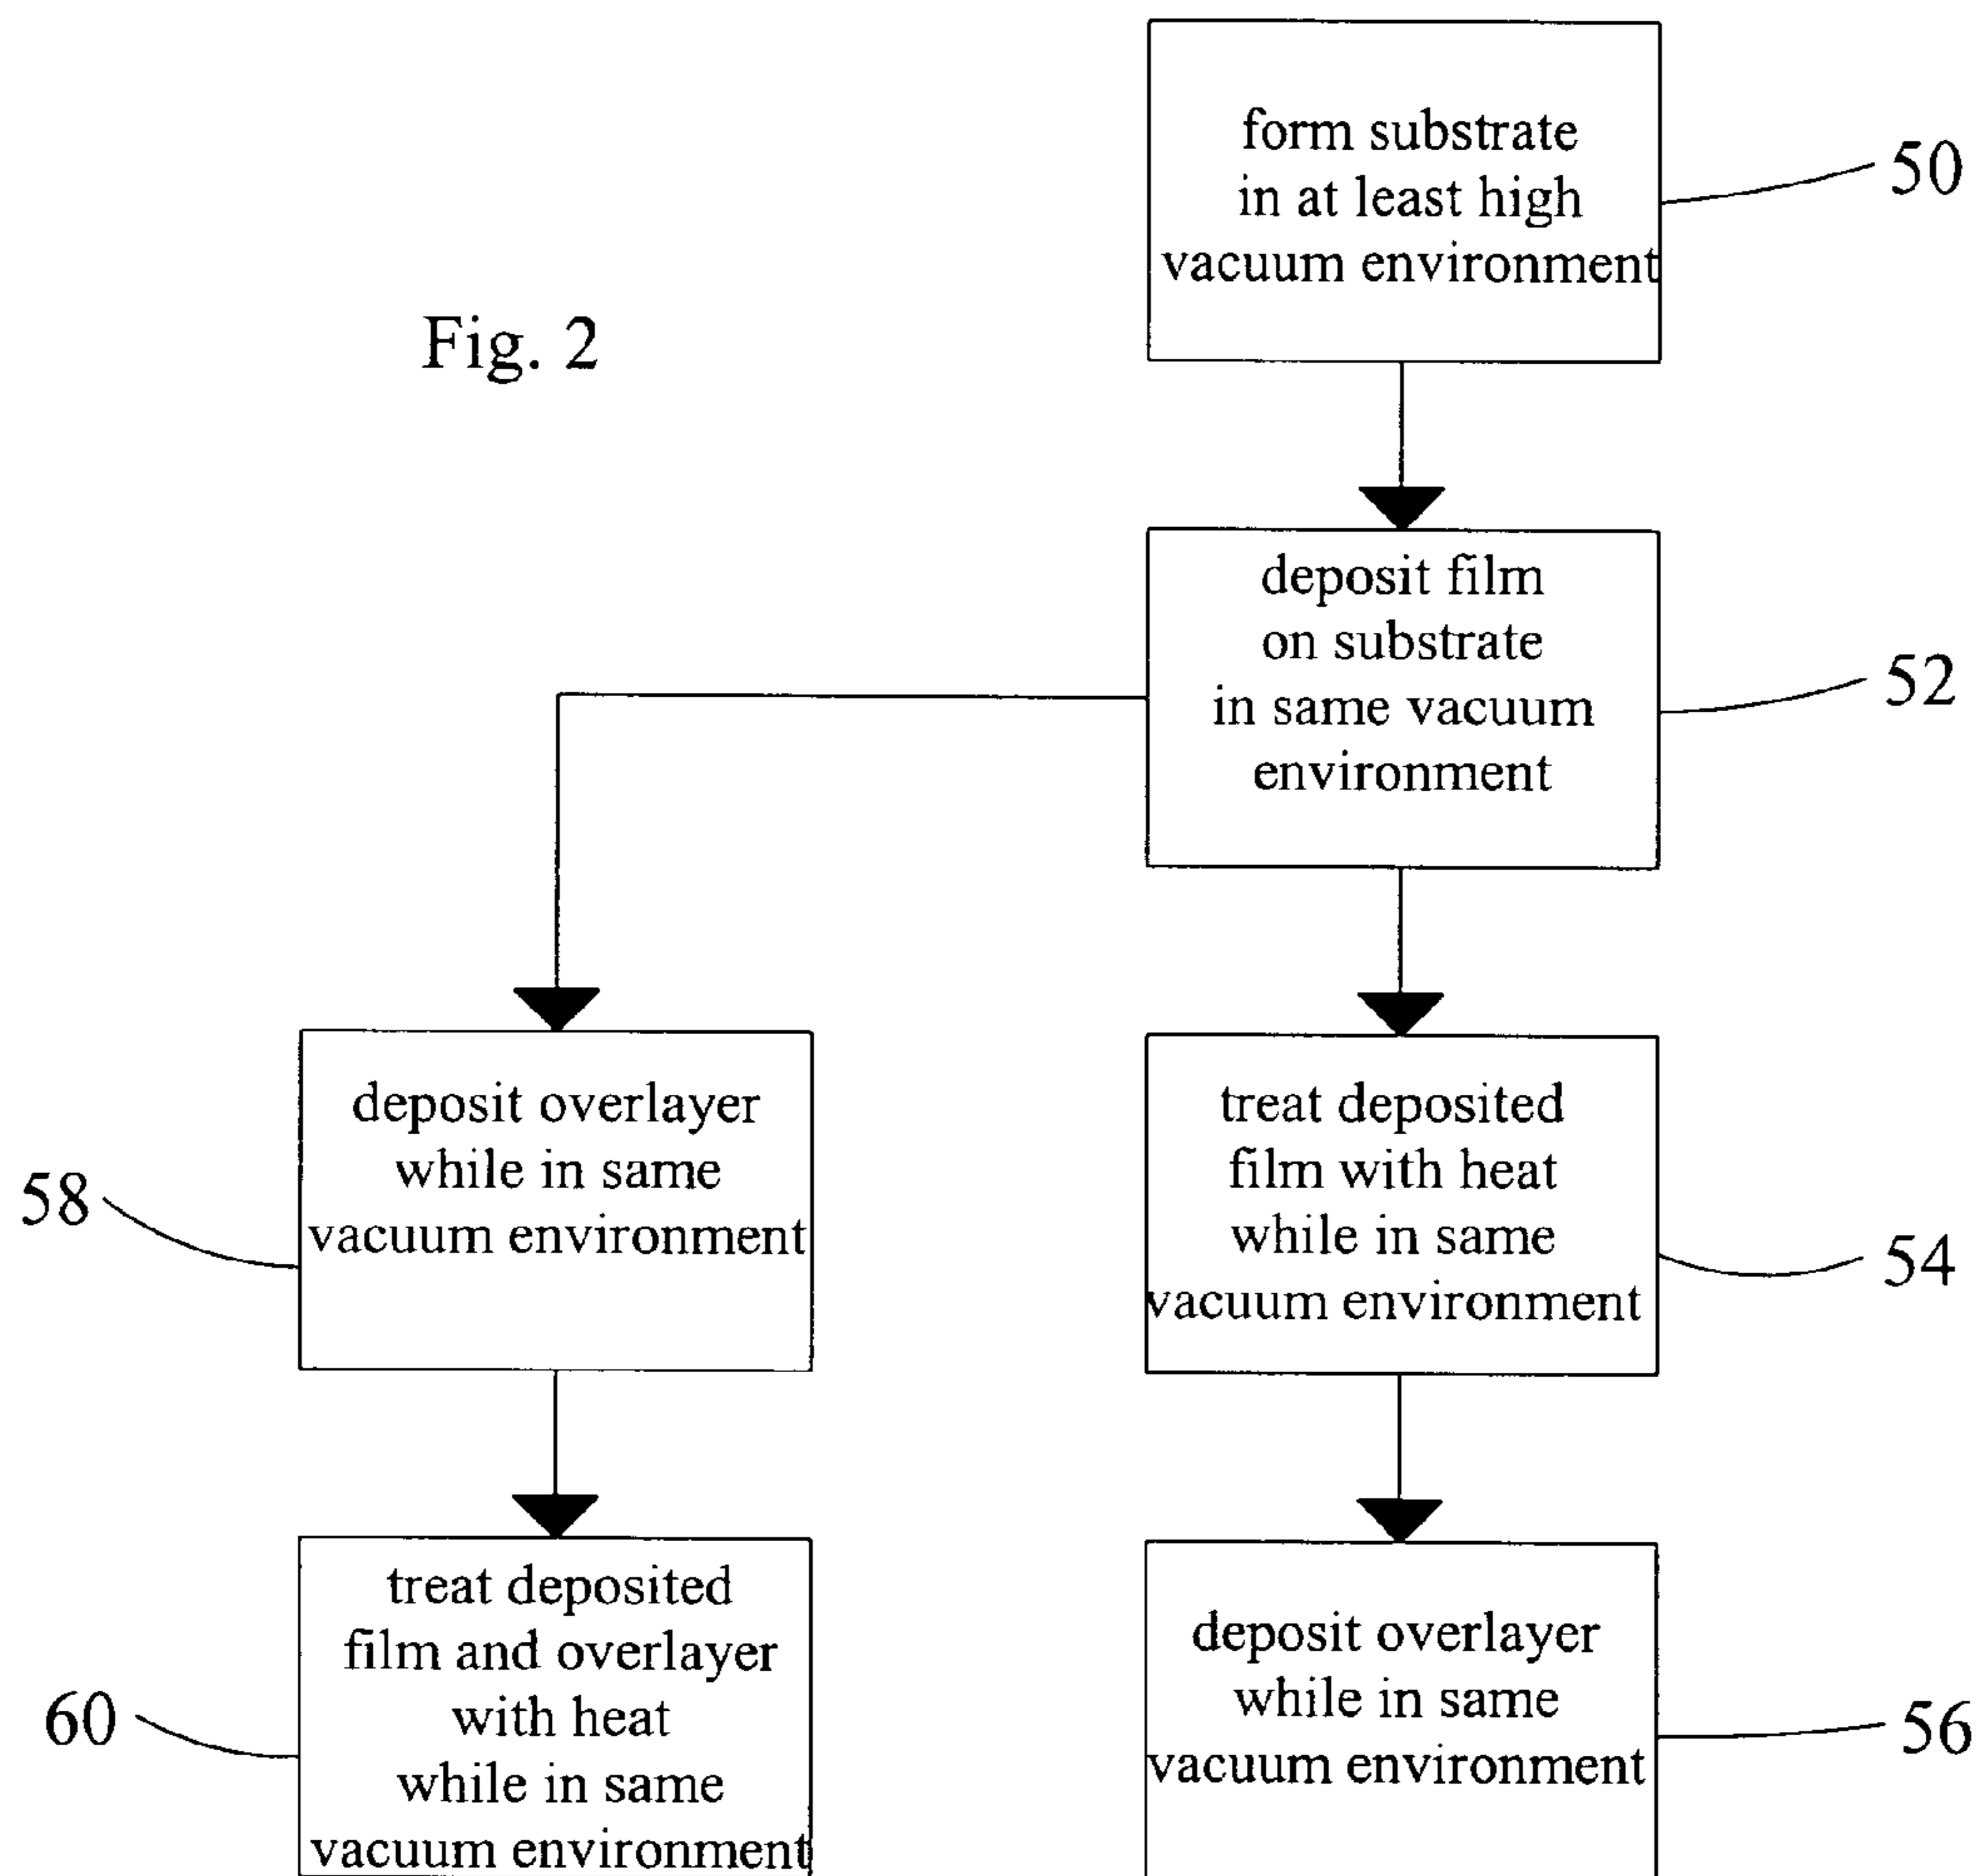 form substrate
in at least high
vacuum environment
50
Fig. 2
deposit film
on substrate
in same vacuum
environment
52
deposit overlayer
while in same
vacuum environment
58
treat deposited
film with heat
while in same
vacuum environment
54
treat deposited
film and overlayer
with heat
while in same
vacuum environment
60
deposit overlayer
while in same
vacuum environment
56